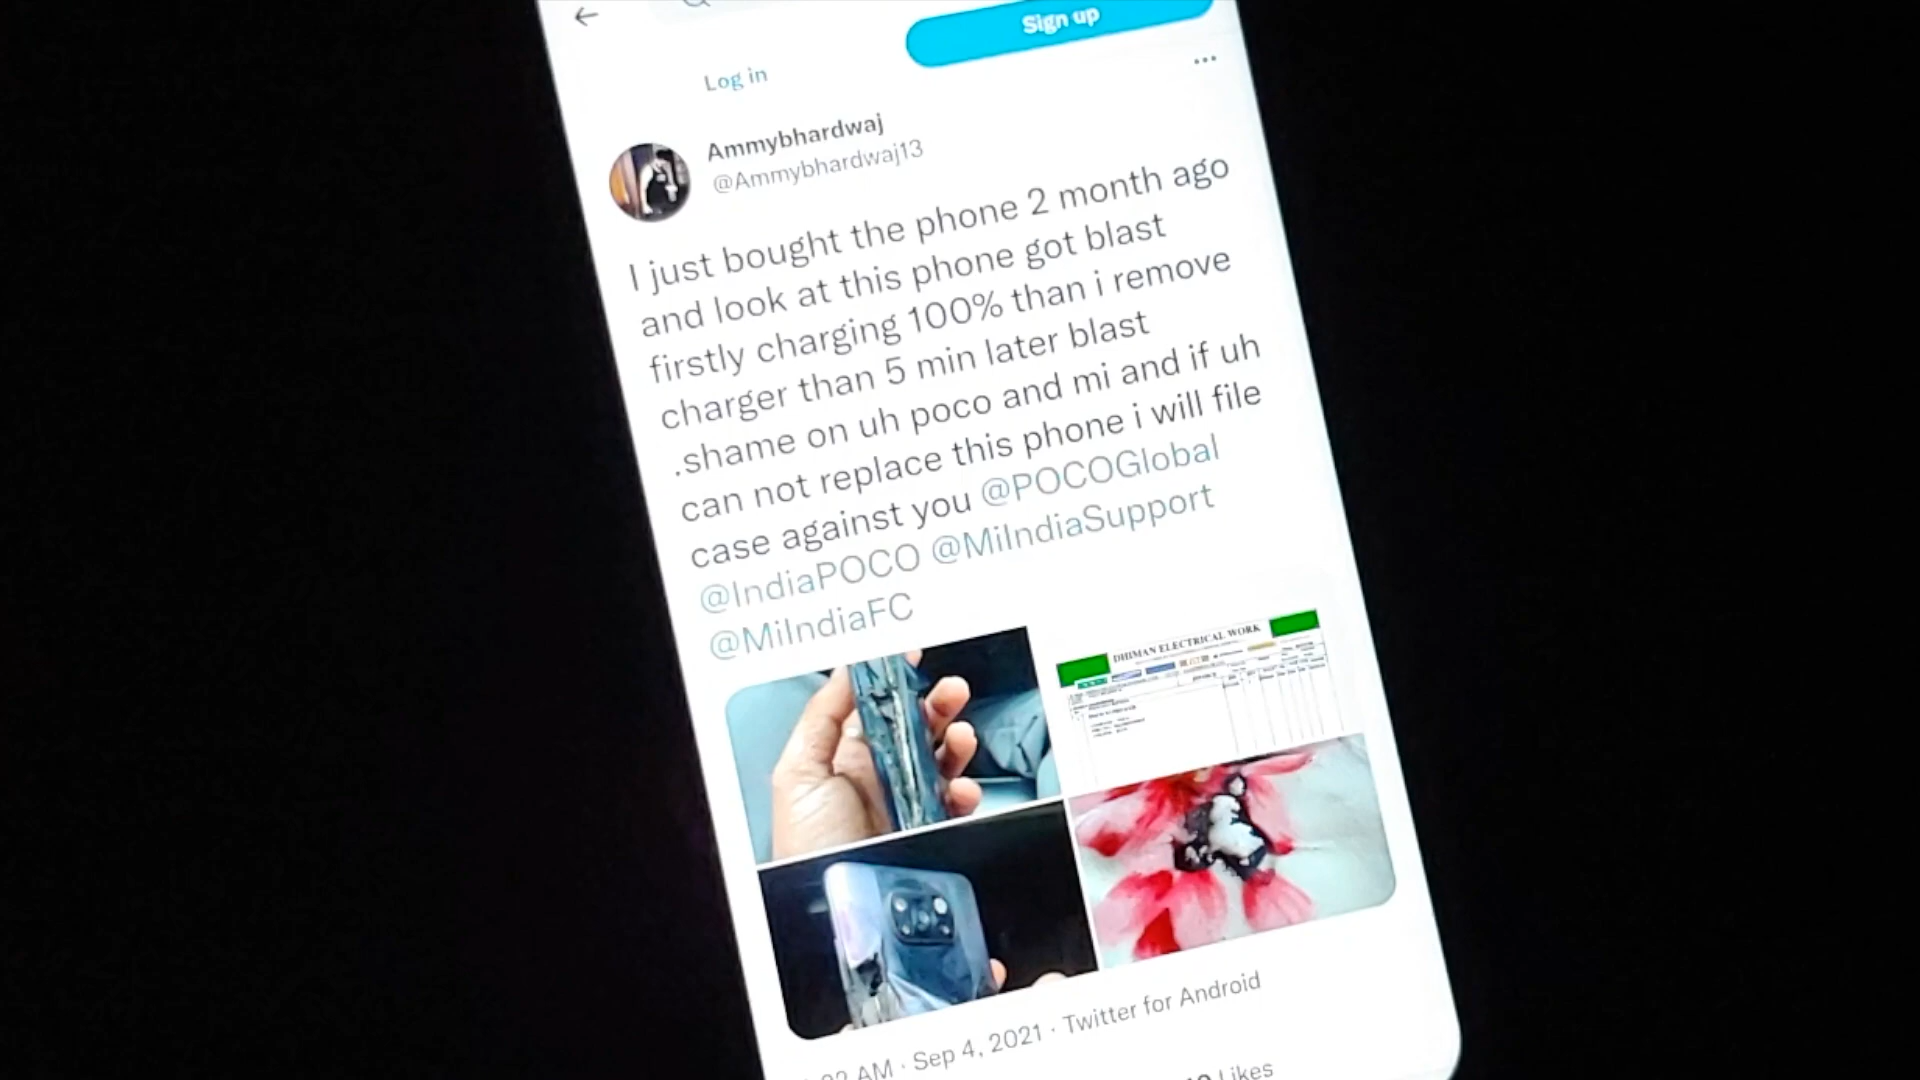 Sign up
Log in
Ammybhardwaj
@Ammybhardwaj13
I just bought the phone 2 month ago
and look at this phone got blast
firstly charging 100% than i remove
charger than 5 min later blast
.shame on uh poco and mi and if uh
can not replace this phone i will file
case against you @POCOGlobal
@IndiaPOCO @MiIndiaSupport
@MiIndiaFC
DHIMAN ELECTRICAL WORK
AM · Sep 4, 2021 · Twitter for Android
Likes